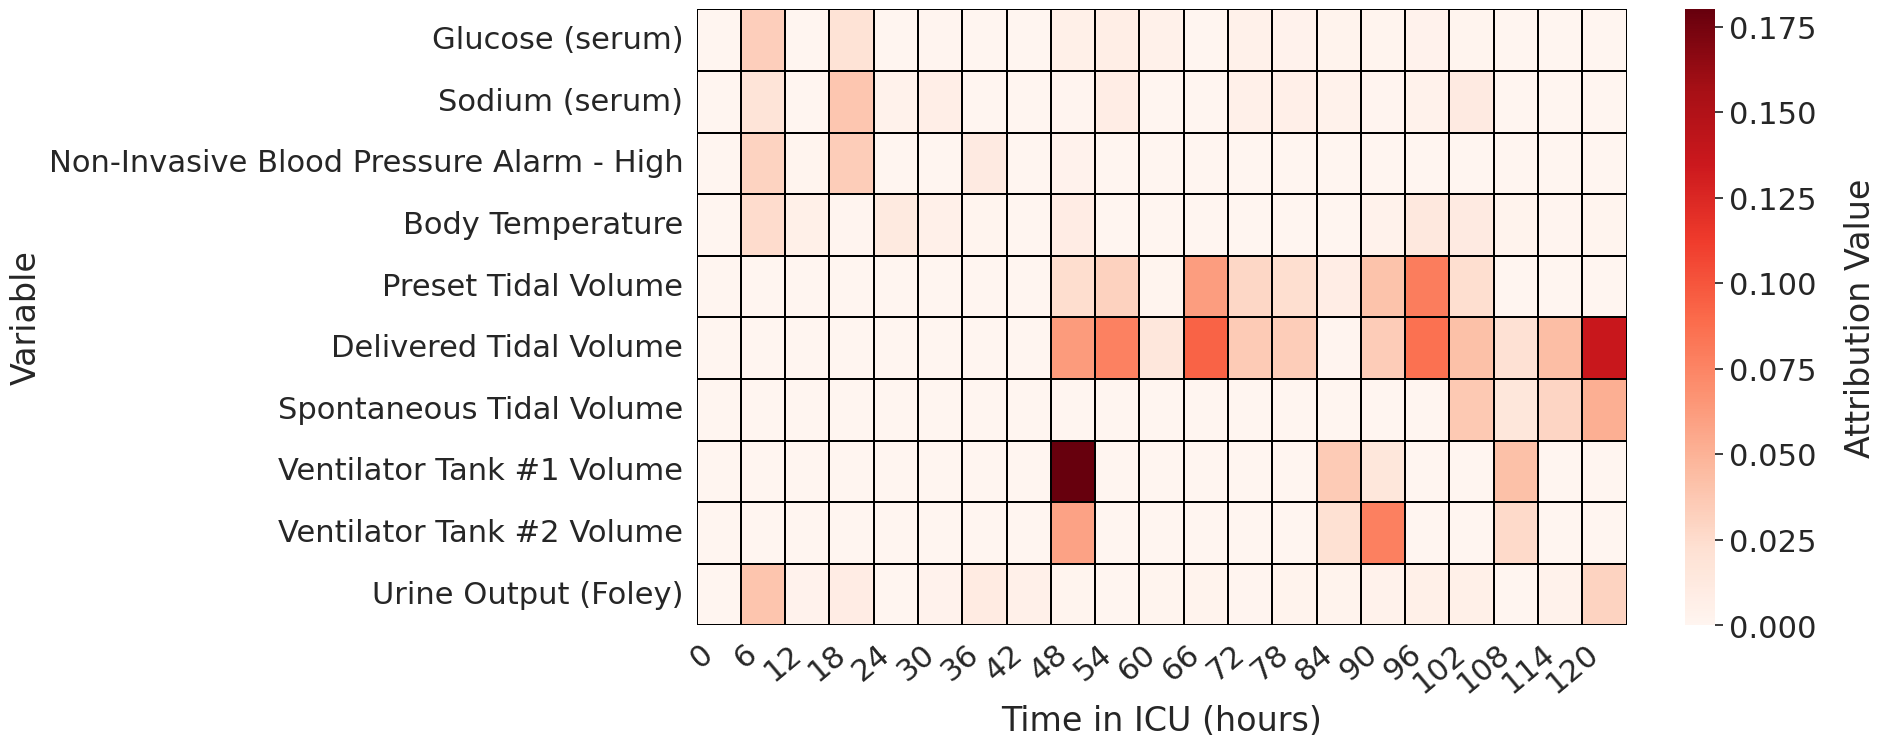 Glucose (serum)
Sodium (serum)
Non-Invasive Blood Pressure Alarm - High
Body Temperature
Preset Tidal Volume
Delivered Tidal Volume
Spontaneous Tidal Volume
Ventilator Tank #1 Volume
Ventilator Tank #2 Volume
Urine Output (Foley)
Variable
0 6 12 18 24 30 36 42 48 54 60 66 72 78 84 90 96 102 108 114 120
Time in ICU (hours)
0.175
0.150
0.125
0.100
0.075
0.050
0.025
0.000
Attribution Value